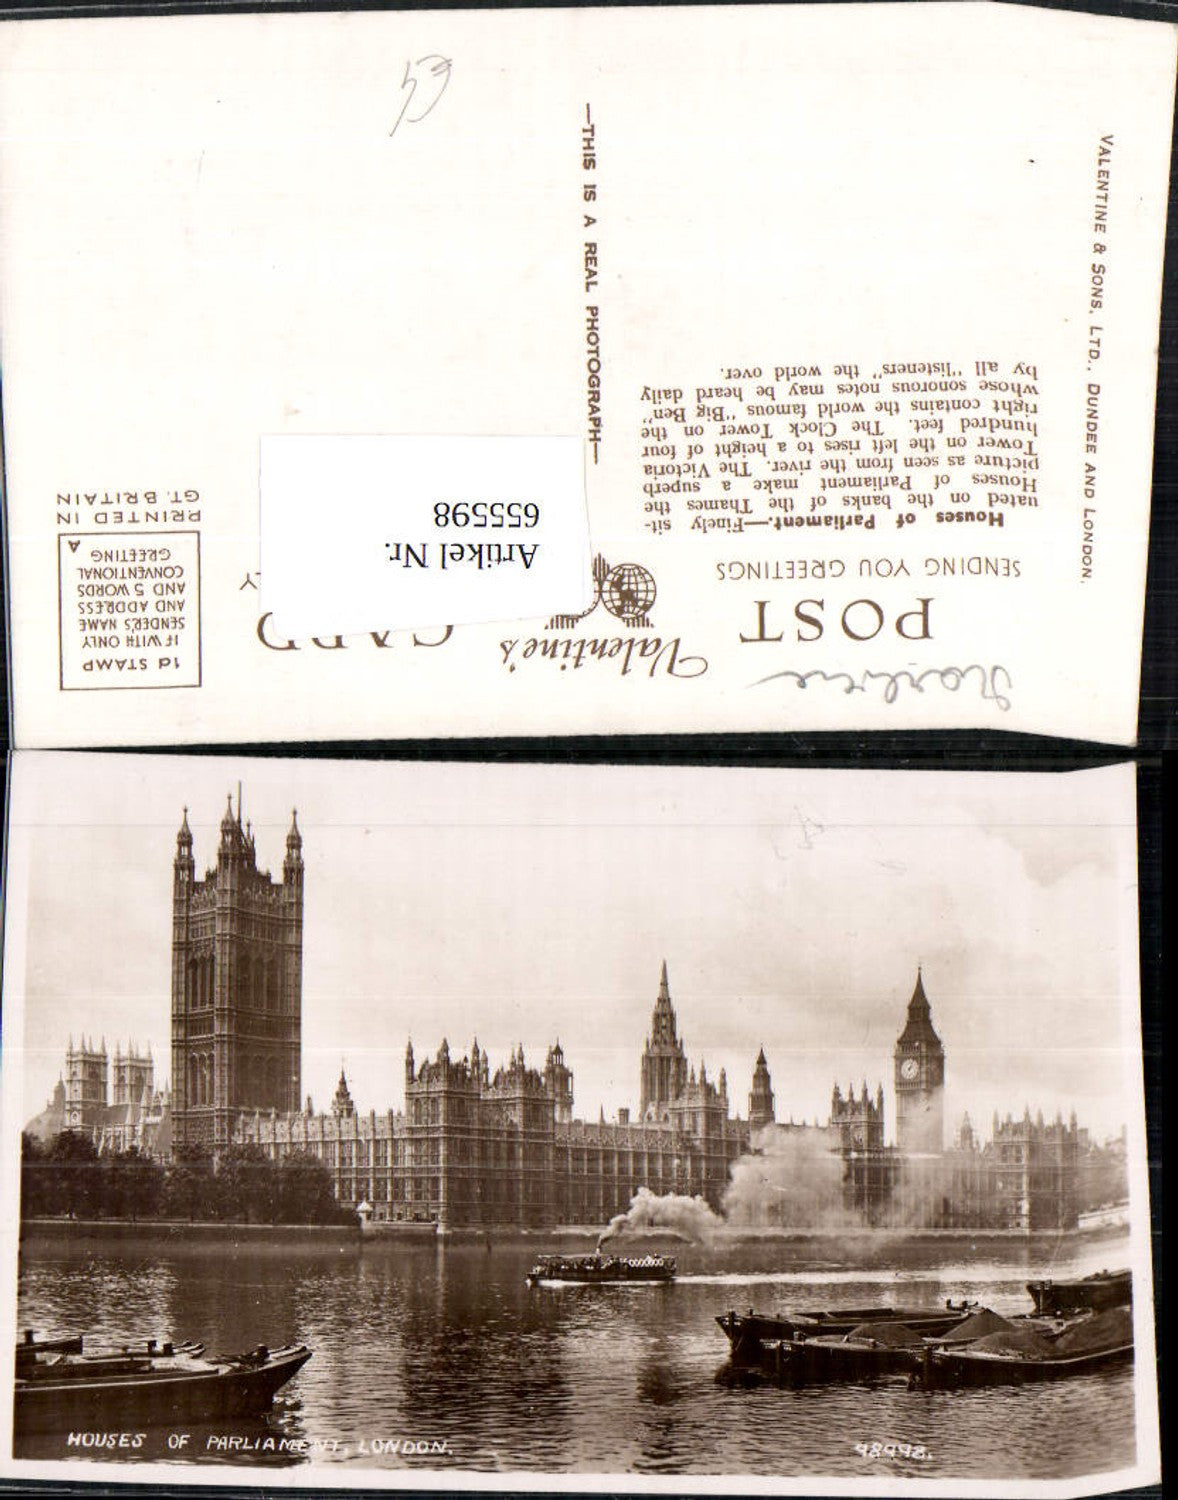 VALENTINE & SONS, LTD., DUNDEE AND LONDON.
—THIS IS A REAL PHOTOGRAPH—
POST CARD
Valentine's
SENDING YOU GREETINGS
Houses of Parliament.—Finely sit-
uated on the banks of the Thames the
Houses of Parliament make a superb
picture as seen from the river. The Victoria
Tower on the left rises to a height of four
hundred feet. The Clock Tower on the
right contains the world famous "Big Ben"
whose sonorous notes may be heard daily
by all "listeners" the world over.
Artikel Nr.
655598
1d STAMP
IF WITH ONLY
SENDER'S NAME
AND ADDRESS
AND 5 WORDS
CONVENTIONAL
GREETING
A
PRINTED IN
GT. BRITAIN
HOUSES OF PARLIAMENT, LONDON.
98998.